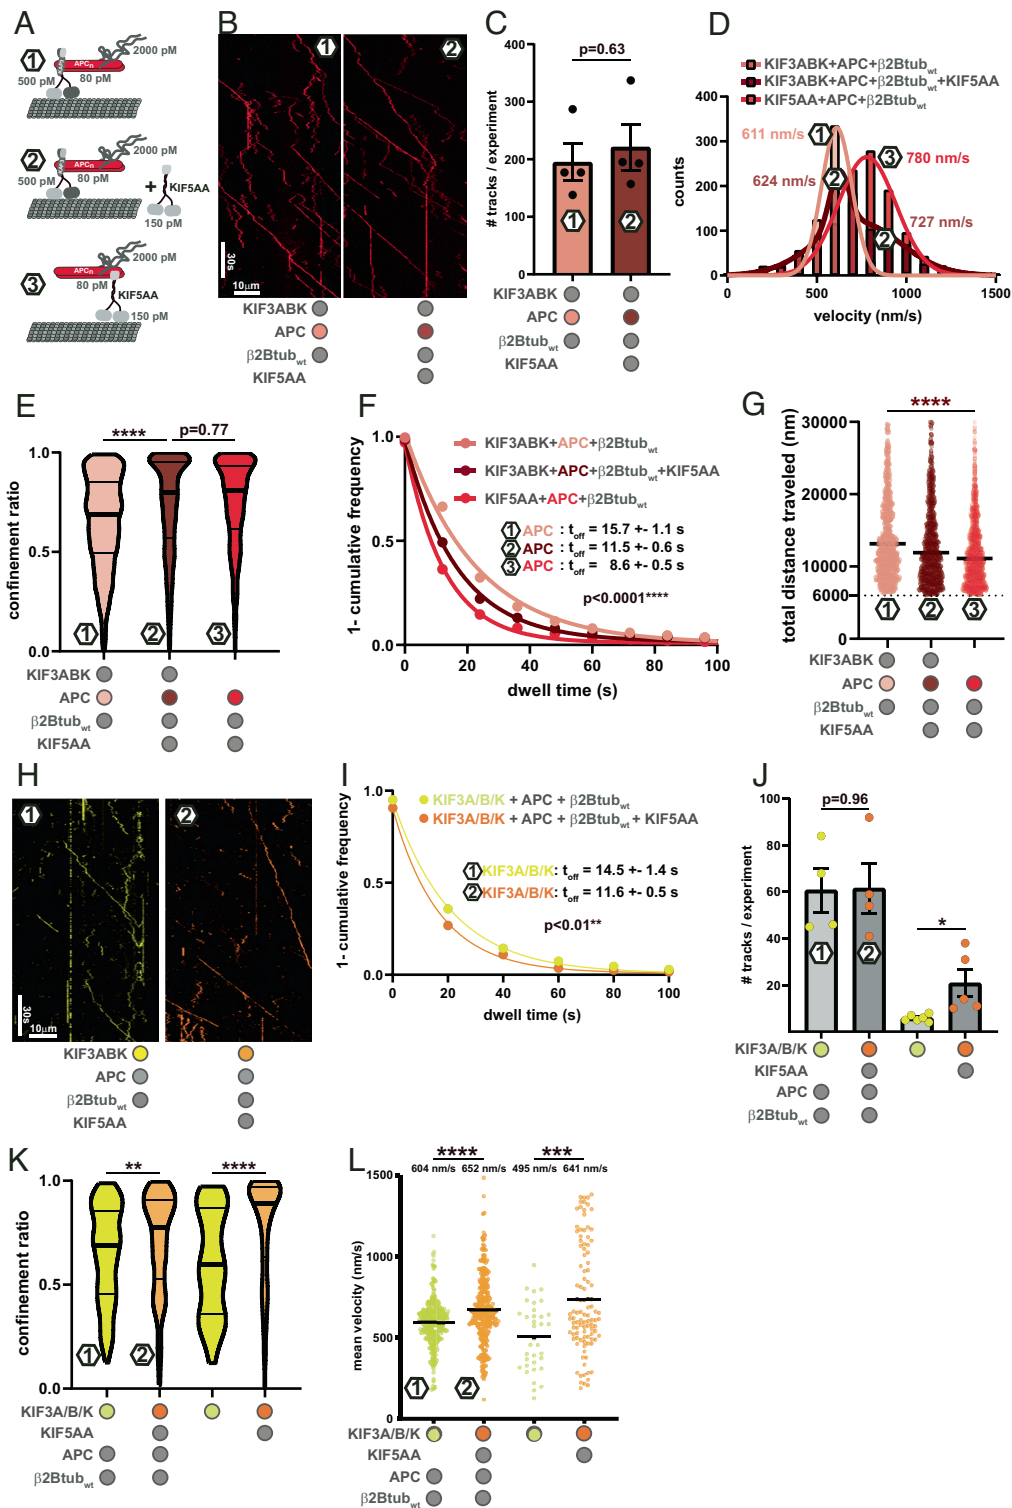 A
1
APCn
2000 pM
500 pM
80 pM
2
APCn
2000 pM
500 pM
80 pM
+
KIF5AA
150 pM
3
APCn
2000 pM
80 pM
KIF5AA
150 pM
B
1
2
30s
10μm
KIF3ABK
APC
β2Btubwt
KIF5AA
C
p=0.63
# tracks / experiment
400
300
200
100
0
1
2
KIF3ABK
APC
β2Btubwt
KIF5AA
D
KIF3ABK+APC+β2Btubwt
KIF3ABK+APC+β2Btubwt+KIF5AA
KIF5AA+APC+β2Btubwt
counts
400
300
200
100
0
611 nm/s
1
3
780 nm/s
624 nm/s
2
727 nm/s
2
0
500
1000
1500
velocity (nm/s)
E
confinement ratio
1.0
0.5
0.0
****
p=0.77
1
2
3
KIF3ABK
APC
β2Btubwt
KIF5AA
F
1- cumulative frequency
1.0
0.5
0.0
KIF3ABK+APC+β2Btubwt
KIF3ABK+APC+β2Btubwt+KIF5AA
KIF5AA+APC+β2Btubwt
1 APC : toff = 15.7 +- 1.1 s
2 APC : toff = 11.5 +- 0.6 s
3 APC : toff = 8.6 +- 0.5 s
p<0.0001****
0
20
40
60
80
100
dwell time (s)
G
total distance traveled (nm)
30000
20000
10000
6000
0
****
1
2
3
KIF3ABK
APC
β2Btubwt
KIF5AA
H
1
2
30s
10μm
KIF3ABK
APC
β2Btubwt
KIF5AA
I
1- cumulative frequency
1.0
0.5
0.0
KIF3A/B/K + APC + β2Btubwt
KIF3A/B/K + APC + β2Btubwt + KIF5AA
1 KIF3A/B/K: toff = 14.5 +- 1.4 s
2 KIF3A/B/K: toff = 11.6 +- 0.5 s
p<0.01**
0
20
40
60
80
100
dwell time (s)
J
# tracks / experiment
100
80
60
40
20
p=0.96
*
1
2
KIF3A/B/K
KIF5AA
APC
β2Btubwt
K
confinement ratio
1.0
0.5
0.0
**
****
1
2
KIF3A/B/K
KIF5AA
APC
β2Btubwt
L
mean velocity (nm/s)
1500
1000
500
0
****
***
604 nm/s
652 nm/s
495 nm/s
641 nm/s
1
2
KIF3A/B/K
KIF5AA
APC
β2Btubwt